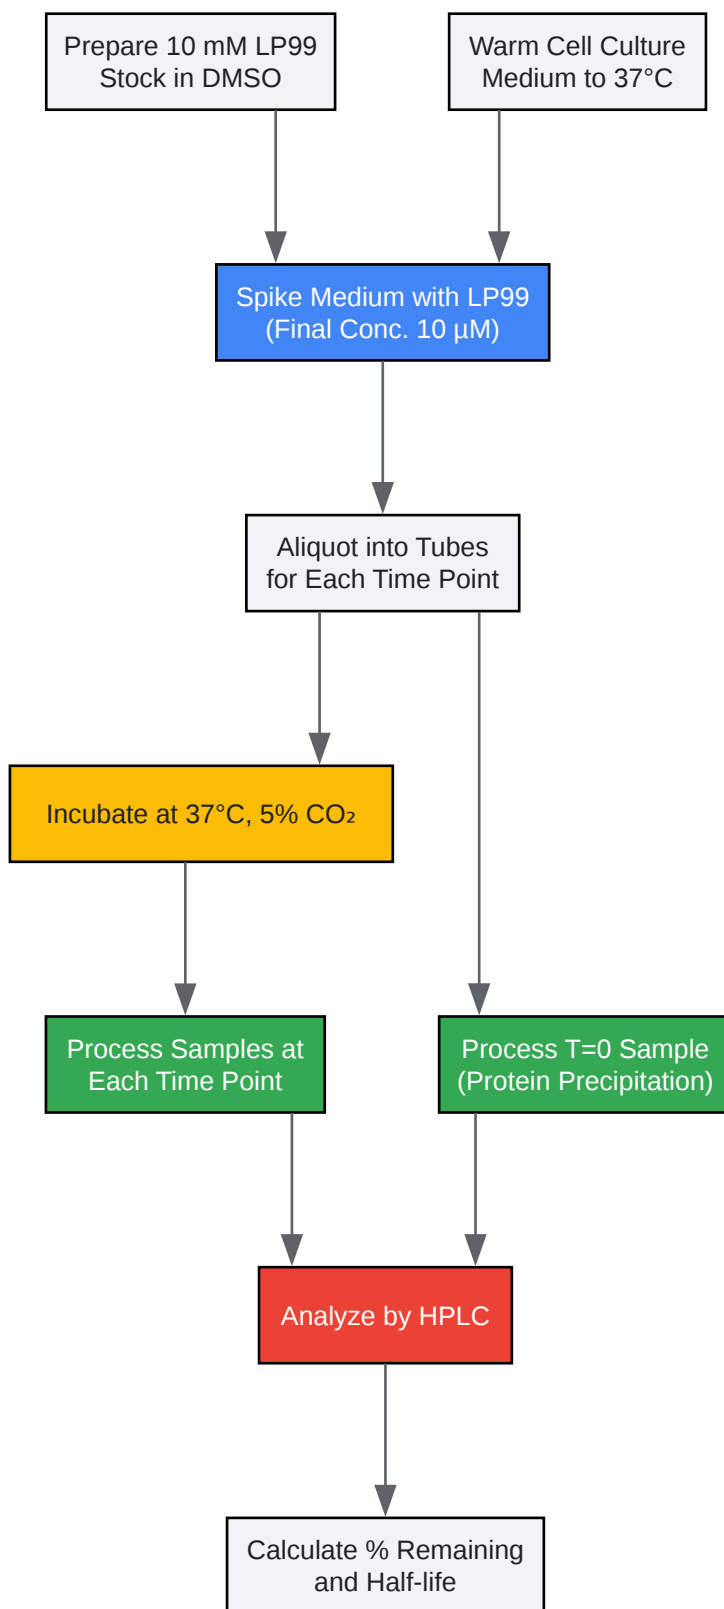 Prepare 10 mM LP99
Stock in DMSO
Warm Cell Culture
Medium to 37°C
Spike Medium with LP99
(Final Conc. 10 µM)
Aliquot into Tubes
for Each Time Point
Incubate at 37°C, 5% CO₂
Process Samples at
Each Time Point
Process T=0 Sample
(Protein Precipitation)
Analyze by HPLC
Calculate % Remaining
and Half-life